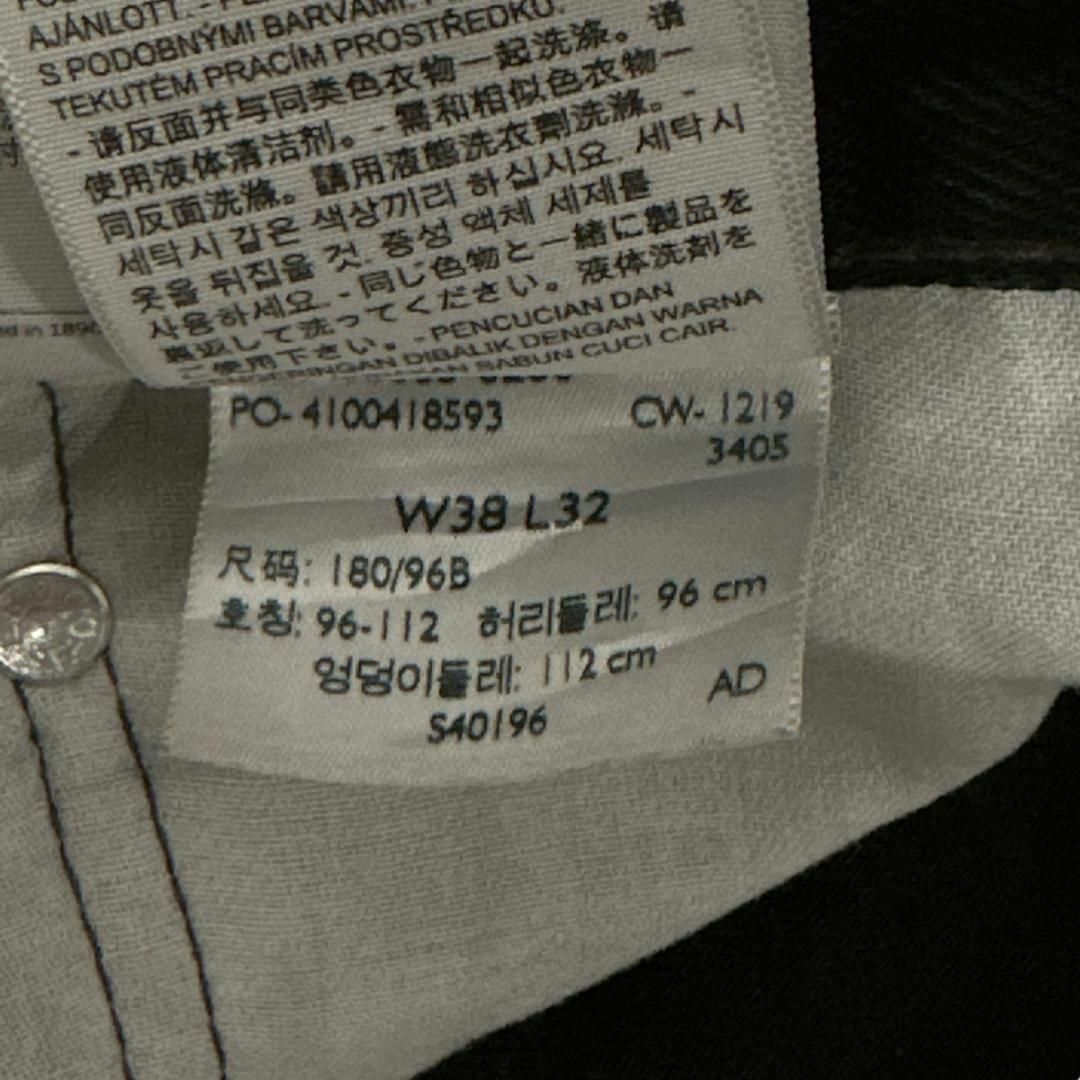 AJÁNLOTT. - 
S PODOBNÝMI BARVAMI.
TEKUTÉM PRACÍM PROSTŘEDKU.
- 请反面并与同类色衣物一起洗涤。请
使用液体清洁剂。- 需和相似色衣物一
同反面洗滌。請用液態洗衣劑洗滌。-
세탁시 같은 색상끼리 하십시요. 세탁시
옷을 뒤집을 것. 중성 액체 세제를
사용하세요. - 同じ色物と一緒に製品を
裏返して洗ってください。液体洗剤を
ご使用下さい。-PENCUCIAN DAN
DIBALIK DENGAN WARNA
SABUN CUCI CAIR.
PO- 4100418593 CW- 1219
3405
W38 L32
尺码: 180/96B
호칭: 96-112 허리둘레: 96 cm
엉덩이둘레: 112 cm
AD
S40196